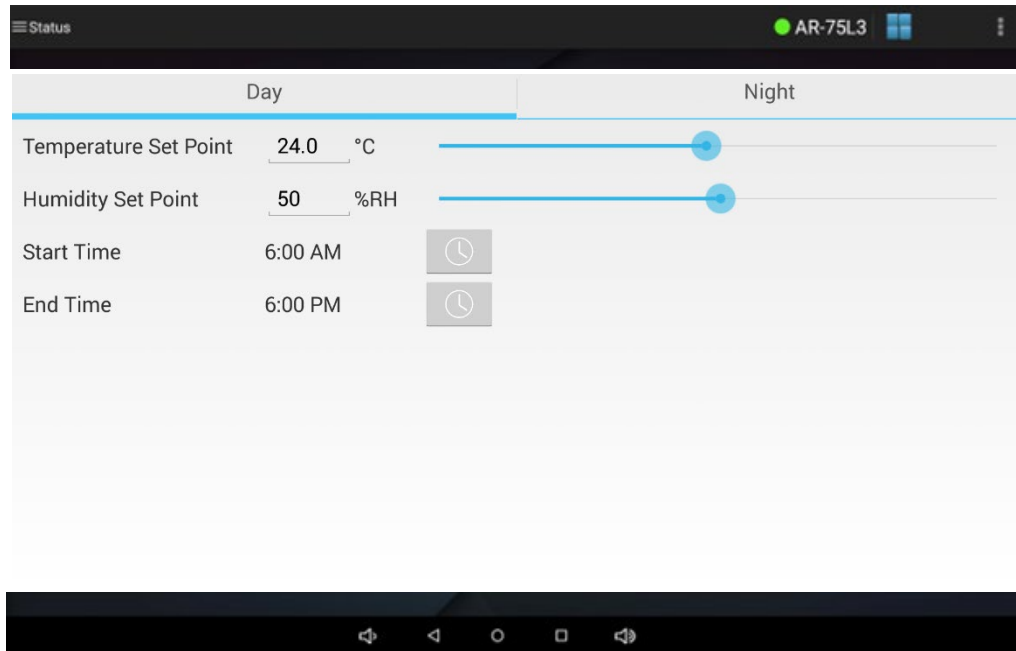 Status AR-75L3
Day Night
Temperature Set Point 24.0 °C
Humidity Set Point 50 %RH
Start Time 6:00 AM
End Time 6:00 PM